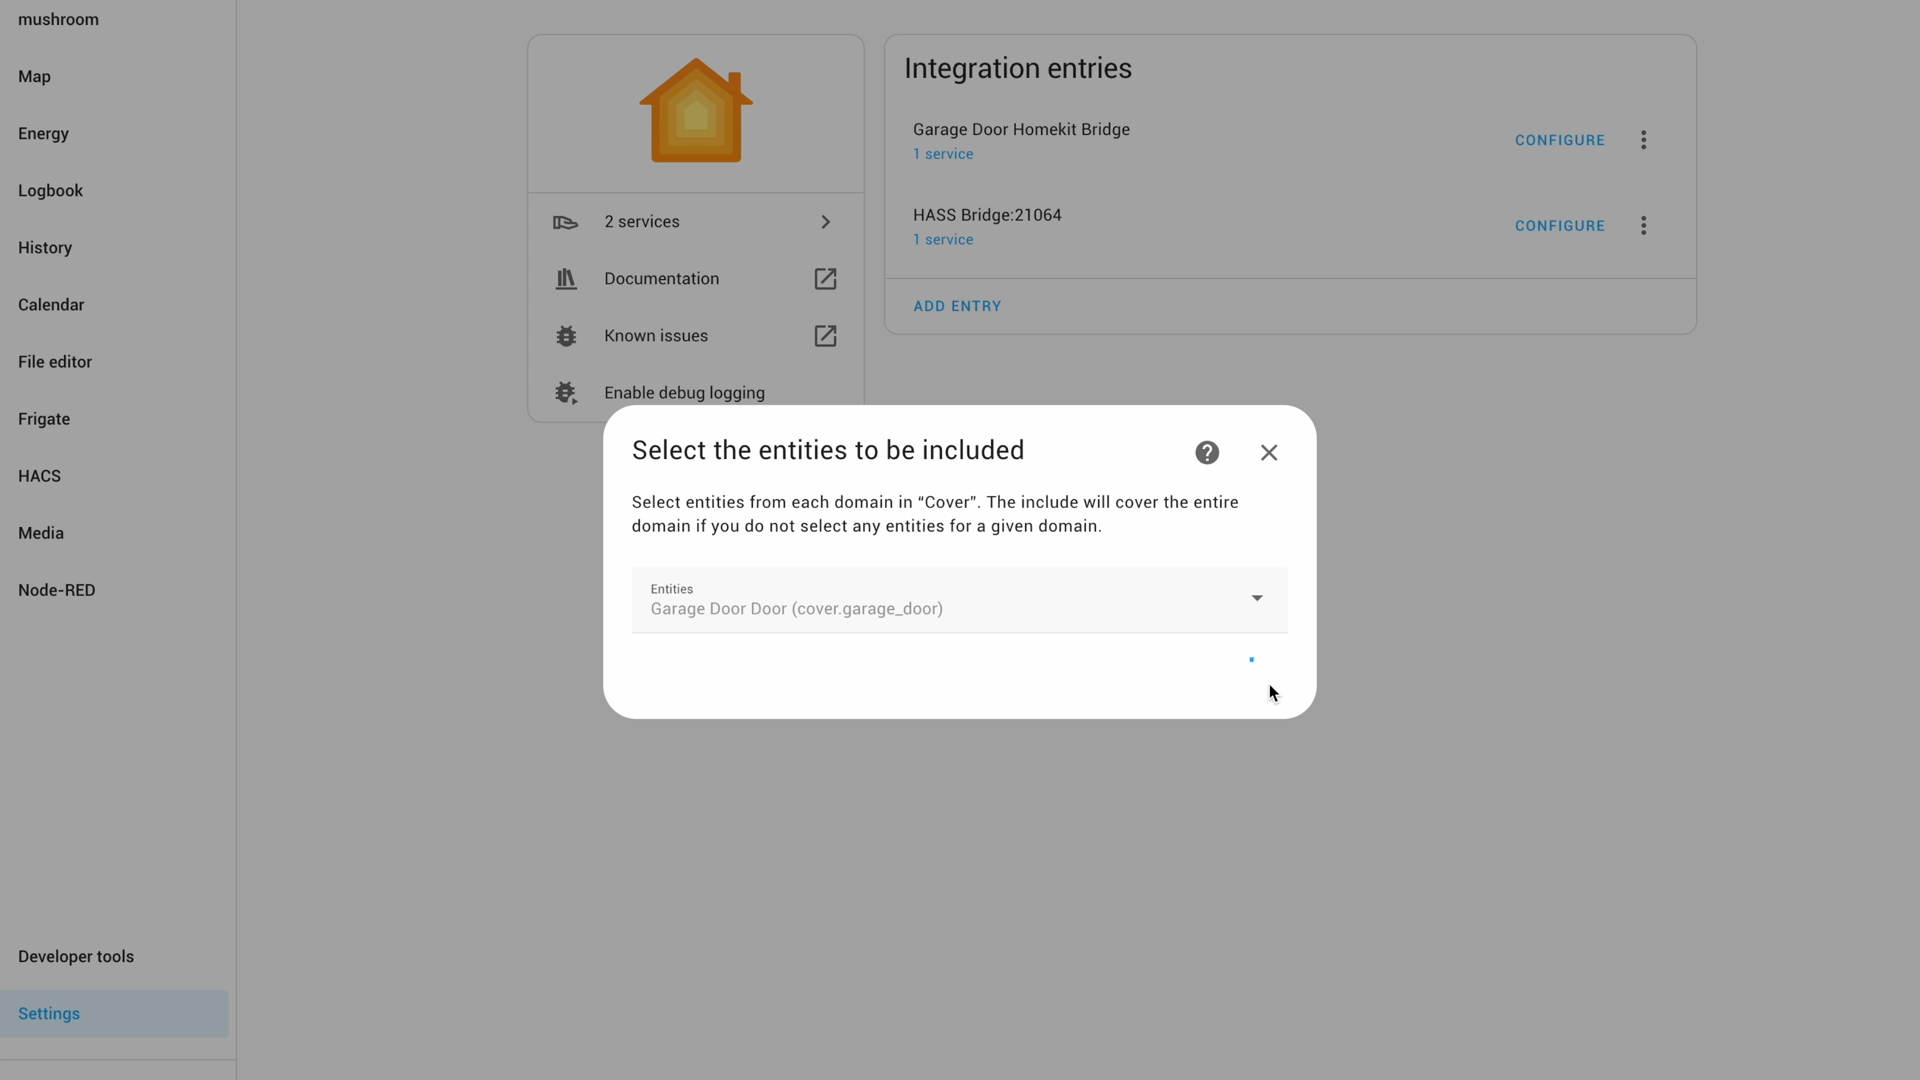 mushroom
Map
Energy
Logbook
History
Calendar
File editor
Frigate
HACS
Media
Node-RED
Developer tools
Settings
2 services
Documentation
Known issues
Enable debug logging
Integration entries
Garage Door Homekit Bridge
1 service
CONFIGURE
HASS Bridge:21064
1 service
CONFIGURE
ADD ENTRY
Select the entities to be included
Select entities from each domain in “Cover”. The include will cover the entire
domain if you do not select any entities for a given domain.
Entities
Garage Door Door (cover.garage_door)